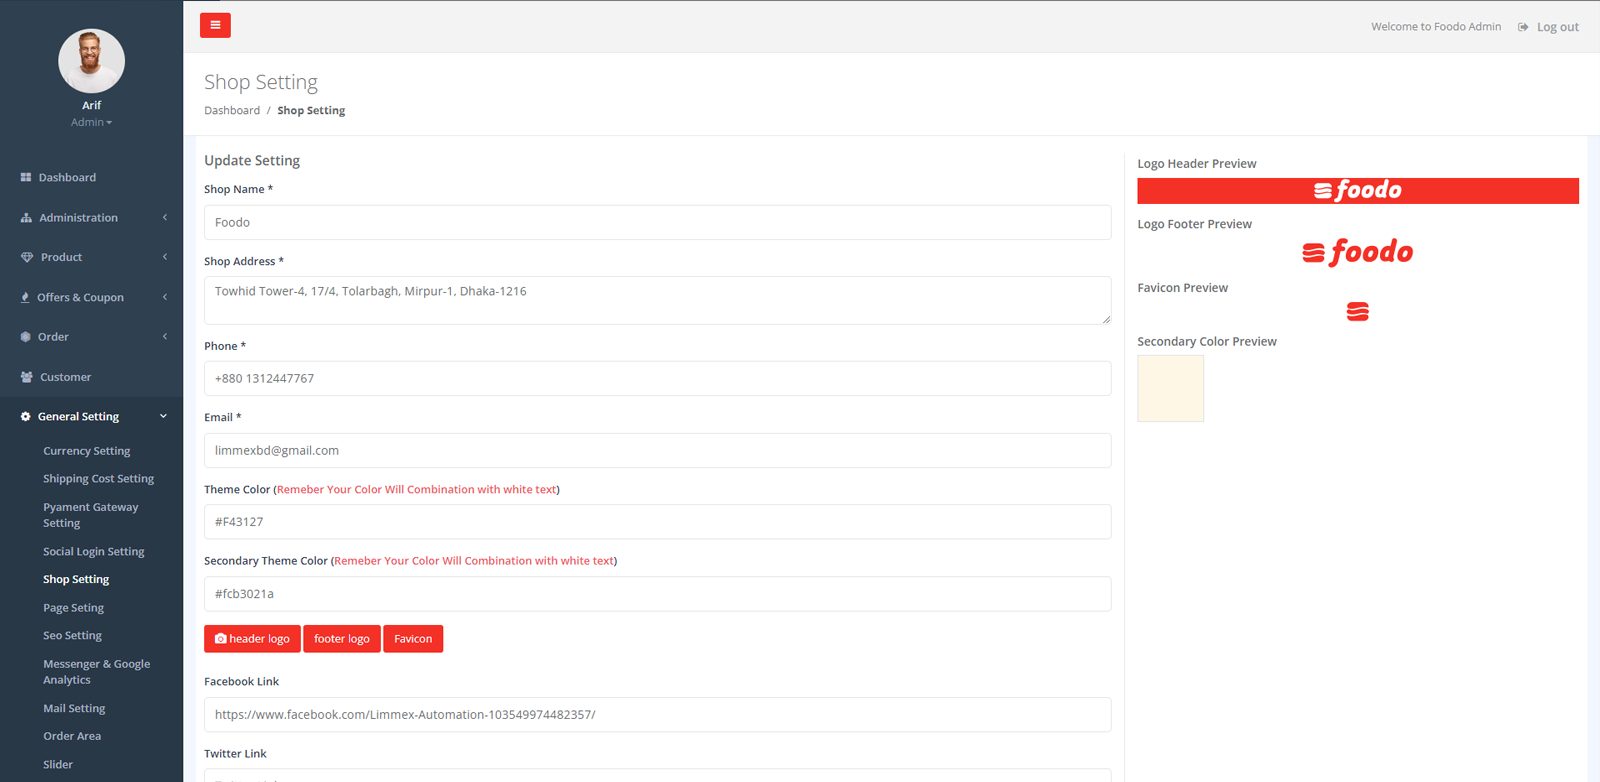 Arif
Admin
Dashboard
Administration
Product
Offers & Coupon
Order
Customer
General Setting
Currency Setting
Shipping Cost Setting
Pyament Gateway
Setting
Social Login Setting
Shop Setting
Page Seting
Seo Setting
Messenger & Google
Analytics
Mail Setting
Order Area
Slider
Welcome to Foodo Admin
Log out
Shop Setting
Dashboard / Shop Setting
Update Setting
Shop Name *
Foodo
Shop Address *
Towhid Tower-4, 17/4, Tolarbagh, Mirpur-1, Dhaka-1216
Phone *
+880 1312447767
Email *
limmexbd@gmail.com
Theme Color (Remeber Your Color Will Combination with white text)
#F43127
Secondary Theme Color (Remeber Your Color Will Combination with white text)
#fcb3021a
header logo
footer logo
Favicon
Facebook Link
https://www.facebook.com/Limmex-Automation-103549974482357/
Twitter Link
Logo Header Preview
foodo
Logo Footer Preview
foodo
Favicon Preview
Secondary Color Preview